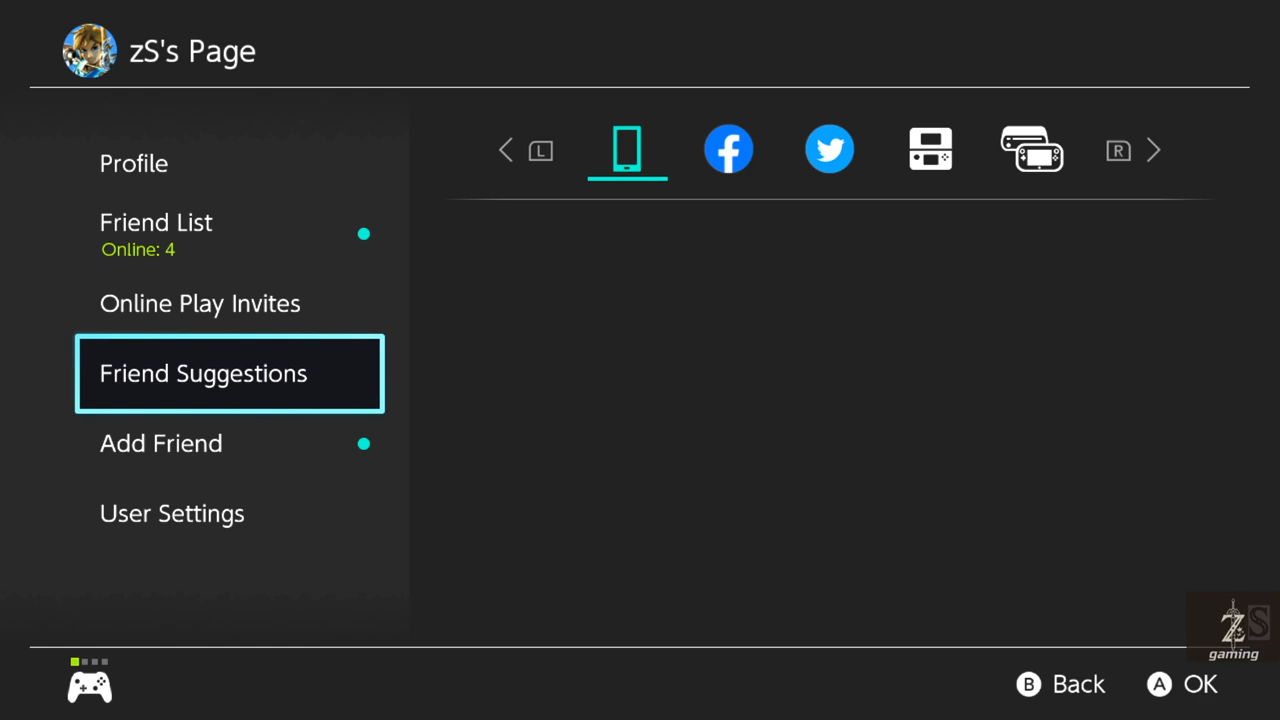 zS's Page
Profile
Friend List
Online: 4
Online Play Invites
Friend Suggestions
Add Friend
User Settings
L
R
zS
gaming
B Back
A OK